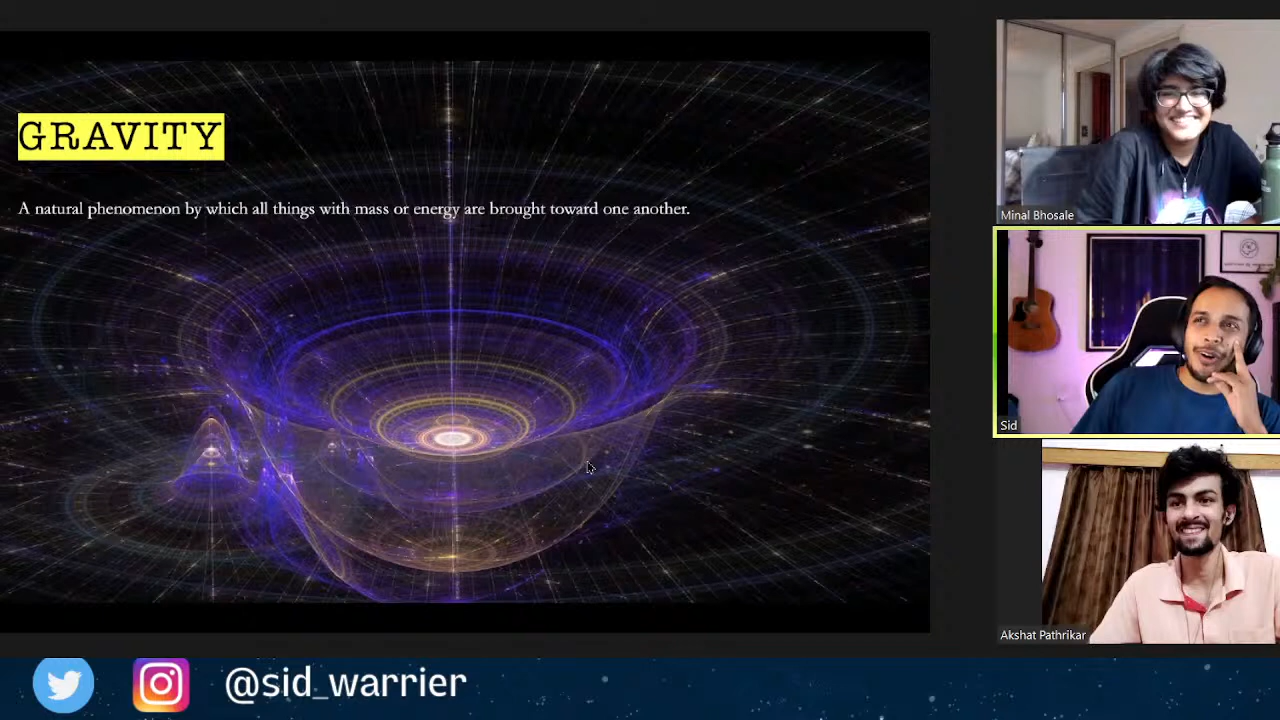 GRAVITY
A natural phenomenon by which all things with mass or energy are brought toward one another.
Minal Bhosale
Sid
Akshat Pathrikar
@sid_warrier